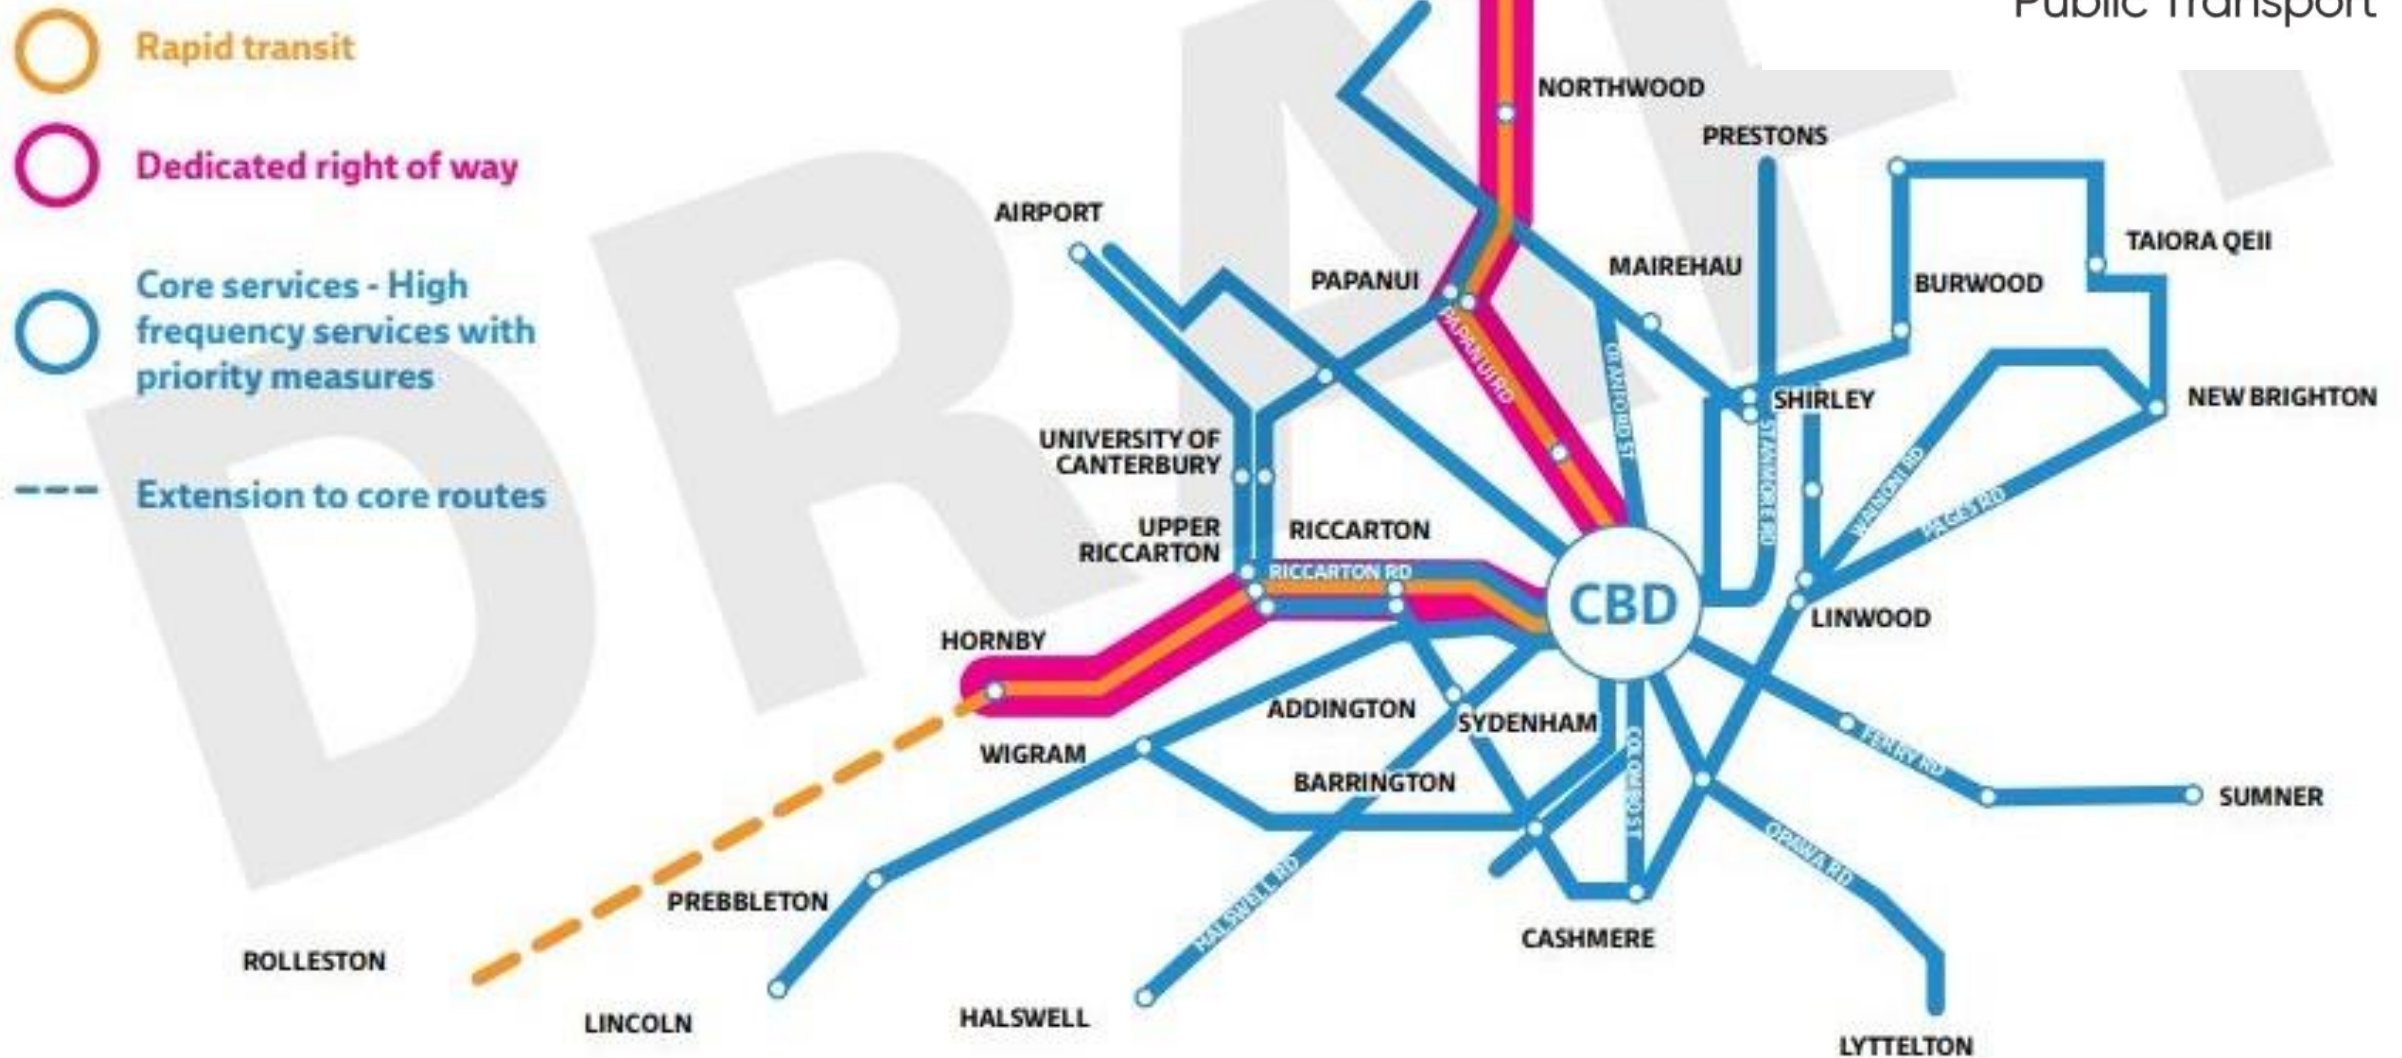 Public Transport
Rapid transit
Dedicated right of way
Core services - High
frequency services with
priority measures
Extension to core routes
NORTHWOOD
PRESTONS
AIRPORT
TAIORA QEII
MAIREHAU
PAPANUI
BURWOOD
PAPANUI RD
CRANFORD ST
SHIRLEY
NEW BRIGHTON
UNIVERSITY OF
CANTERBURY
STANMORE RD
WAINONI RD
PAGES RD
UPPER
RICCARTON
RICCARTON
RICCARTON RD
CBD
LINWOOD
HORNBY
ADDINGTON
SYDENHAM
WIGRAM
COLOMBO ST
FERRY RD
BARRINGTON
SUMNER
OPAWA RD
PREBBLETON
HALSWELL RD
CASHMERE
ROLLESTON
LINCOLN
HALSWELL
LYTTELTON
DRAFT